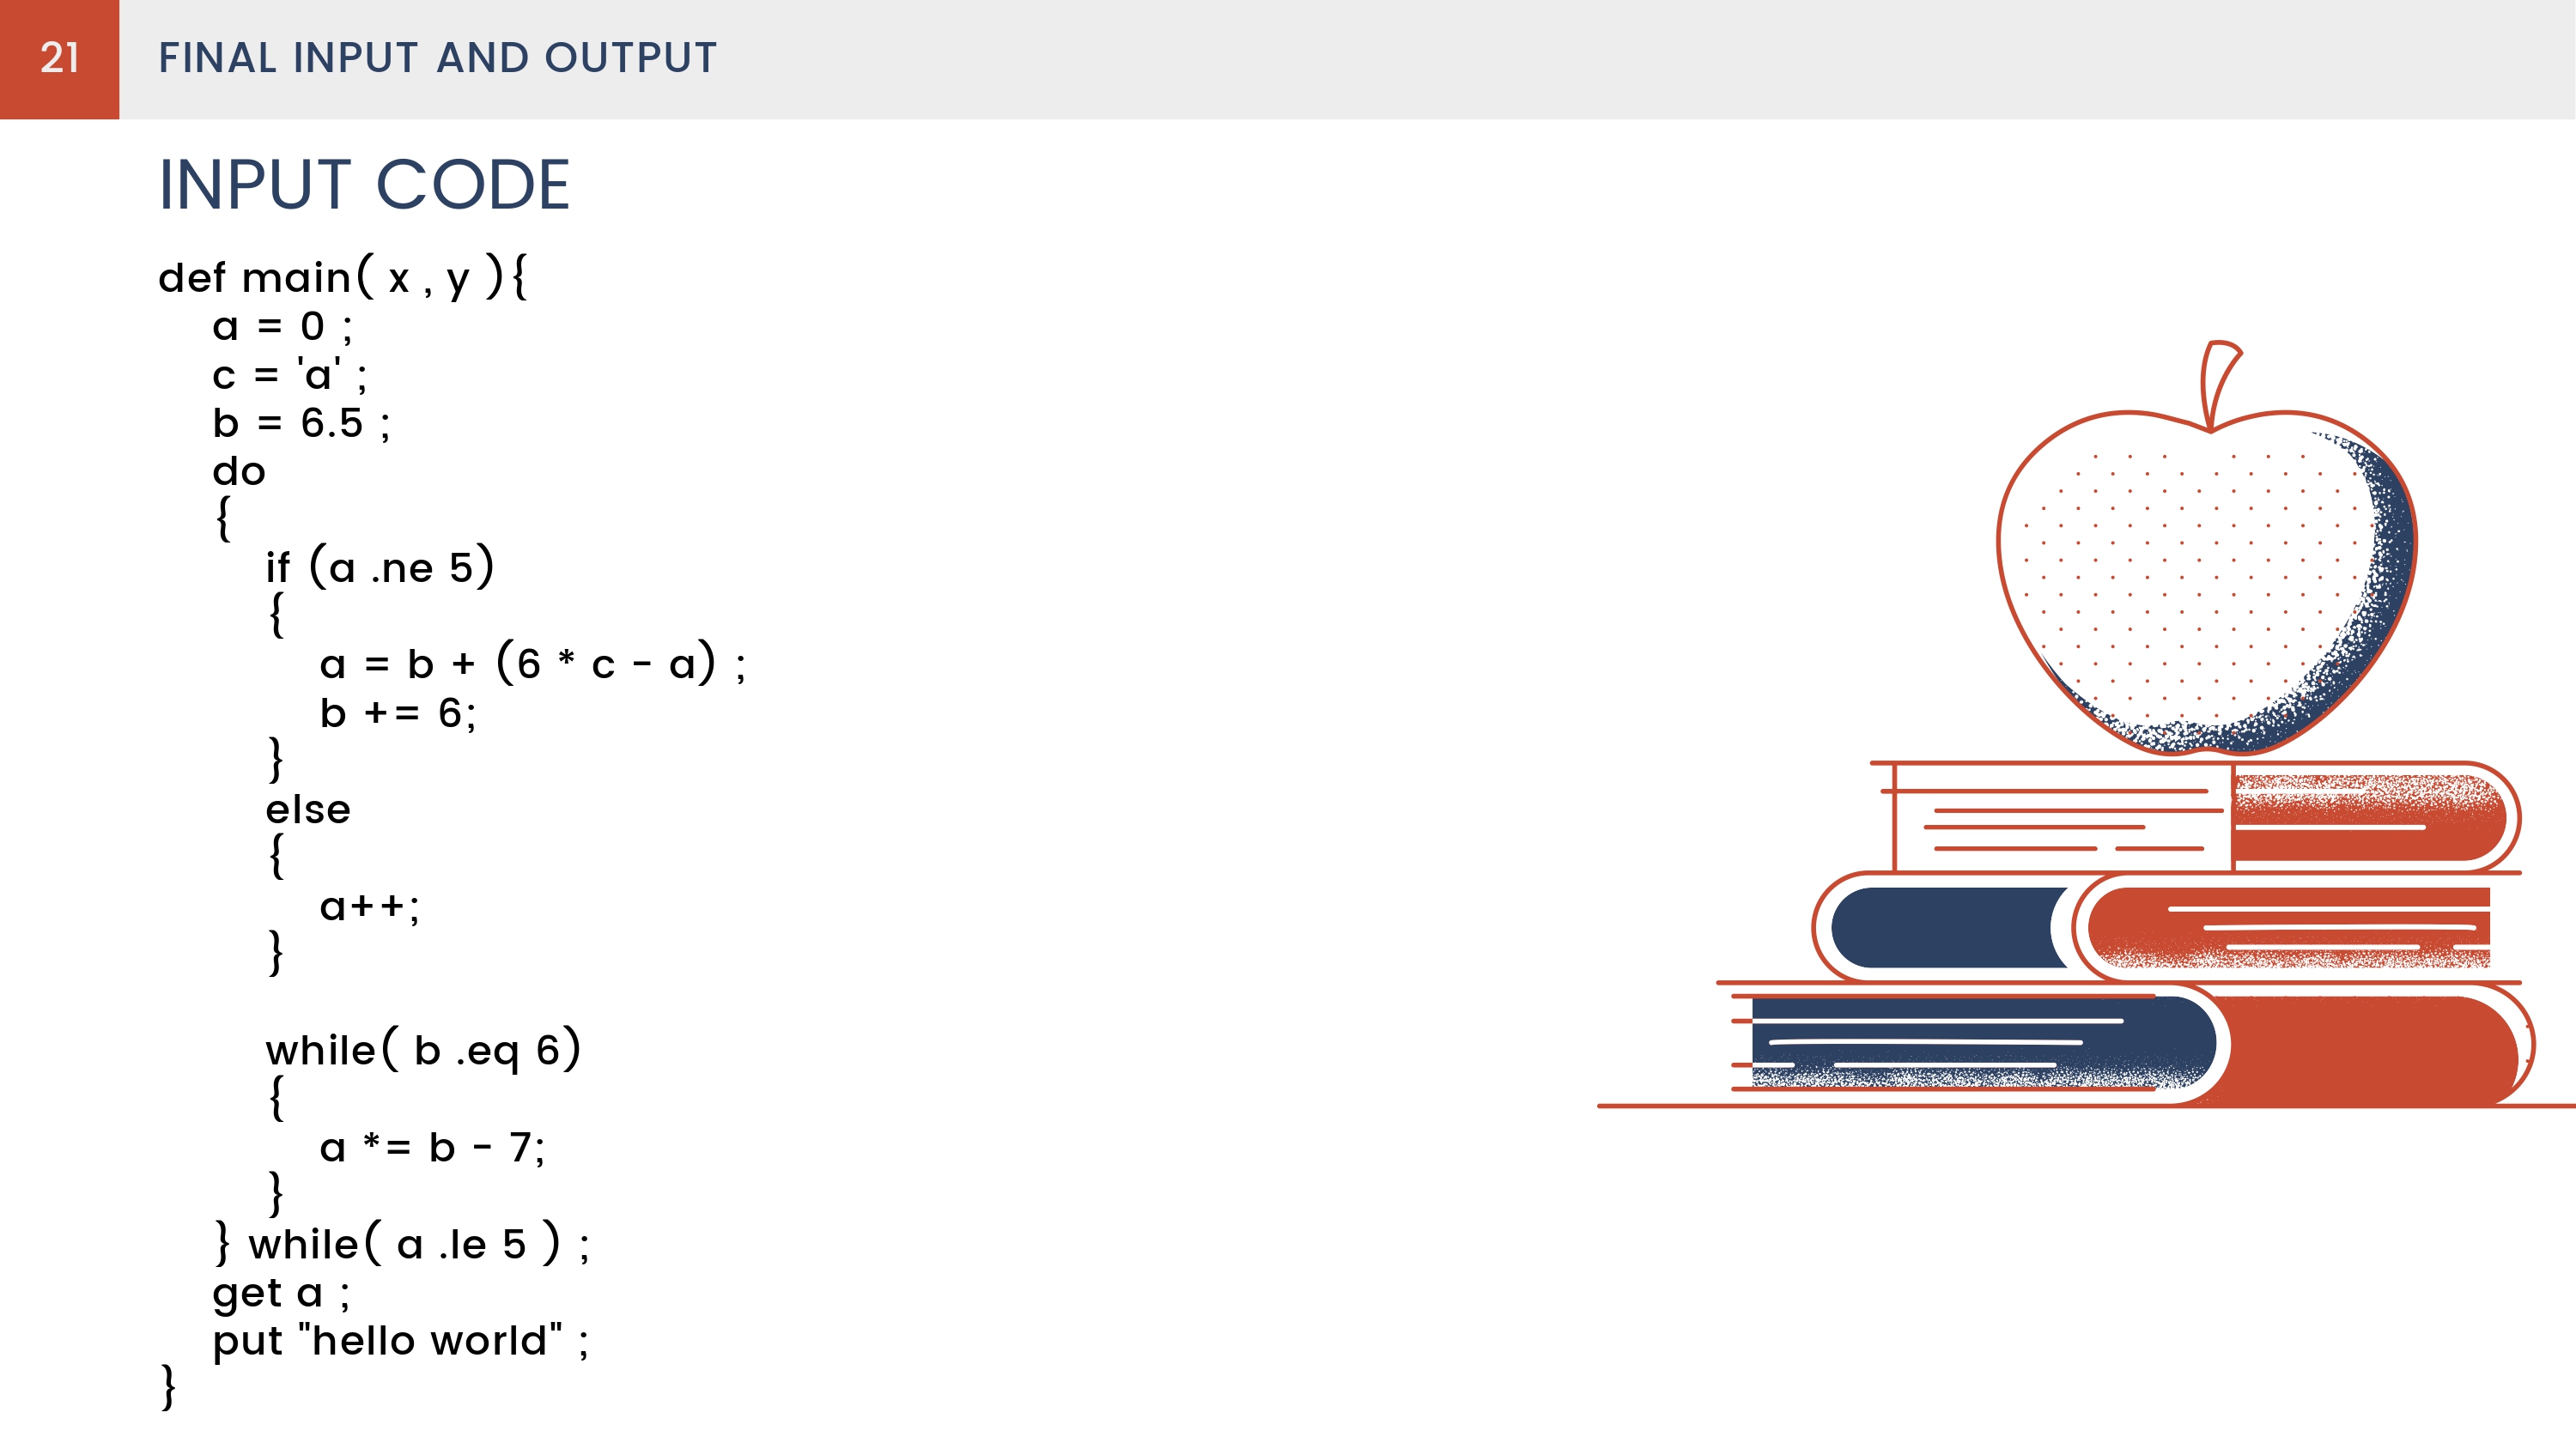 21
FINAL INPUT AND OUTPUT
INPUT CODE
def main( x , y ){
a = 0 ;
c = 'a' ;
b = 6.5 ;
do
{
if (a .ne 5)
{
a = b + (6 * c - a) ;
b += 6;
}
else
{
a++;
}
while( b .eq 6)
{
a *= b - 7;
}
} while( a .le 5 ) ;
get a ;
put "hello world" ;
}